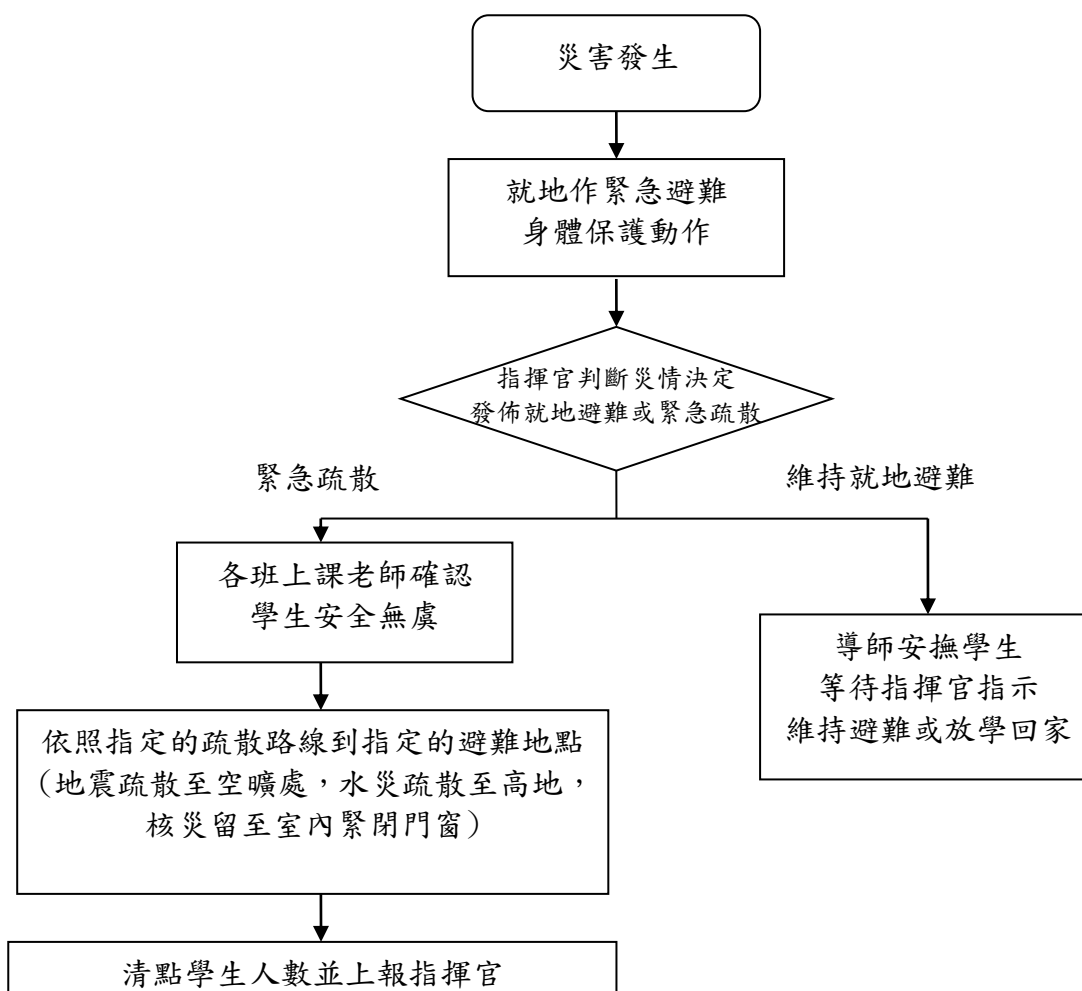 災害發生
就地作緊急避難
身體保護動作
指揮官判斷災情決定
發佈就地避難或緊急疏散
緊急疏散
維持就地避難
各班上課老師確認
學生安全無虞
導師安撫學生
等待指揮官指示
維持避難或放學回家
依照指定的疏散路線到指定的避難地點
（地震疏散至空曠處，水災疏散至高地，
核災留至室內緊閉門窗）
清點學生人數並上報指揮官